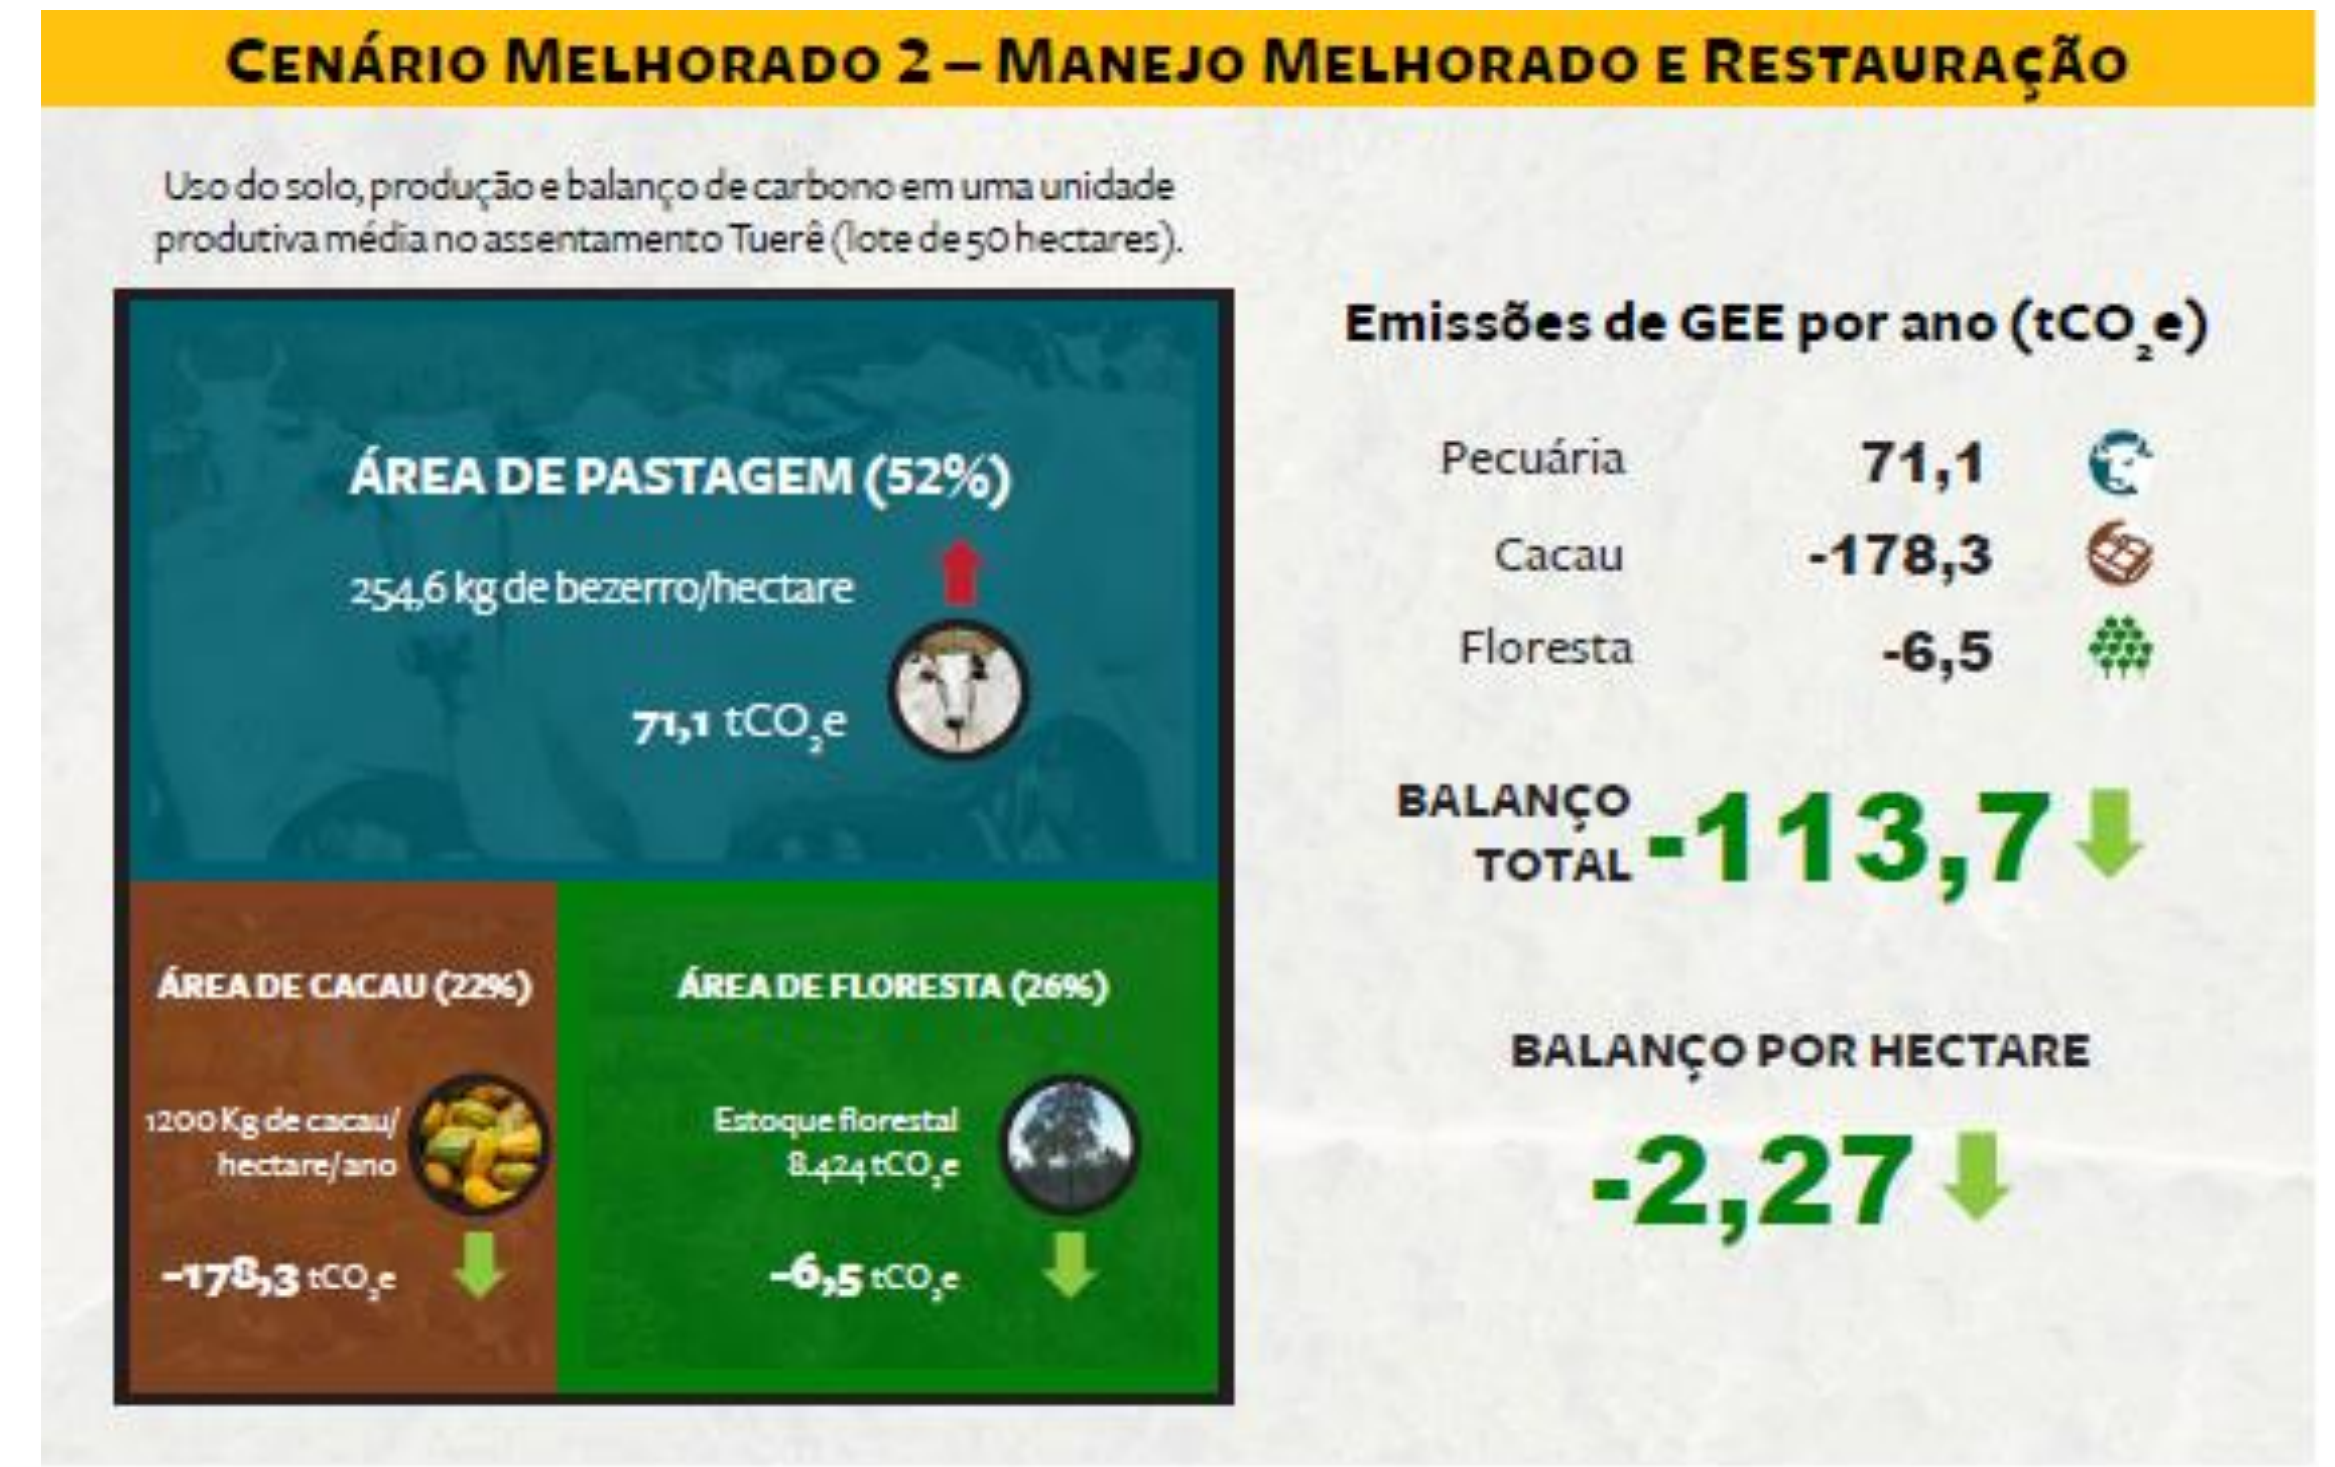 CENÁRIO MELHORADO 2 – MANEJO MELHORADO E RESTAURAÇÃO
Uso do solo, produção e balanço de carbono em uma unidade
produtiva média no assentamento Tuerê (lote de 50 hectares).
ÁREA DE PASTAGEM (52%)
254,6 kg de bezerro/hectare
71,1 tCO₂e
ÁREA DE CACAU (22%)
1200 Kg de cacau/
hectare/ano
-178,3 tCO₂e
ÁREA DE FLORESTA (26%)
Estoque florestal
8.424 tCO₂e
-6,5 tCO₂e
Emissões de GEE por ano (tCO₂e)
Pecuária 71,1
Cacau -178,3
Floresta -6,5
BALANÇO
TOTAL -113,7
BALANÇO POR HECTARE
-2,27